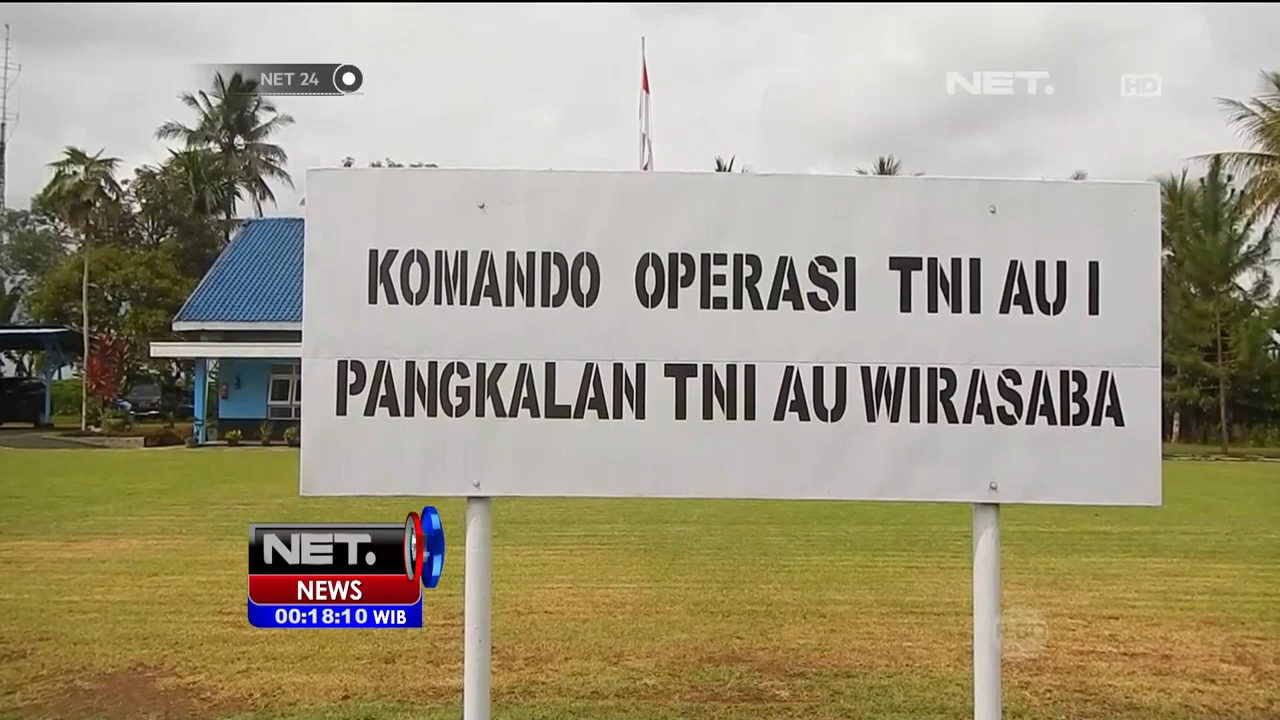 NET 24
NET. HD
KOMANDO OPERASI TNI AU I
PANGKALAN TNI AU WIRASABA
NET.
NEWS
00:18:10 WIB